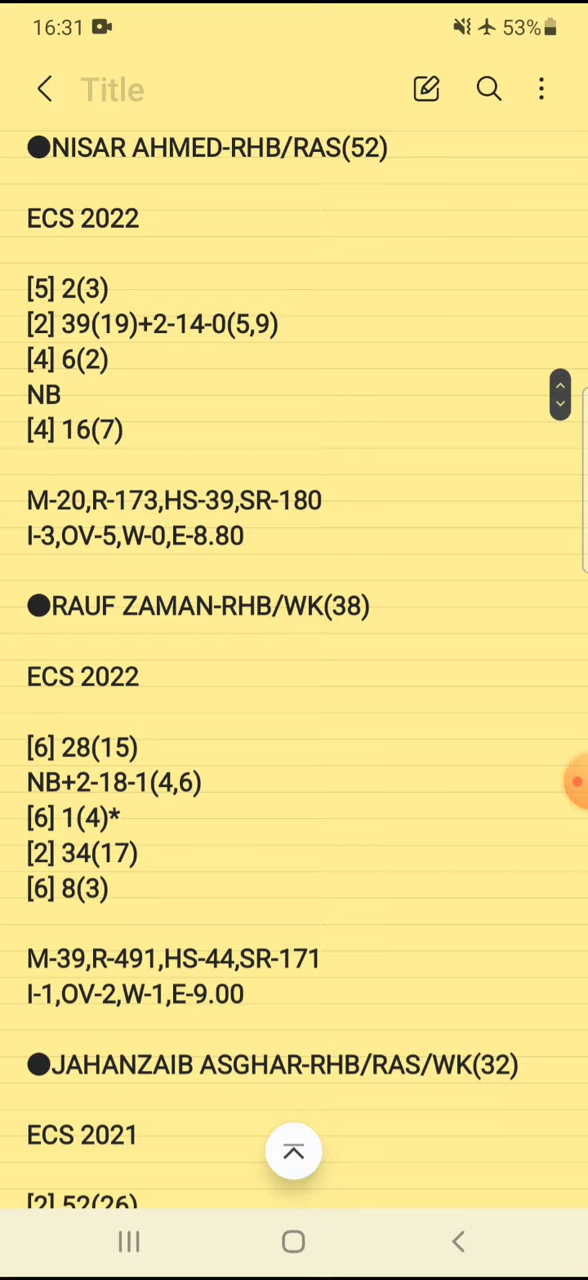 16:31
53%
Title
●NISAR AHMED-RHB/RAS(52)
ECS 2022
[5] 2(3)
[2] 39(19)+2-14-0(5,9)
[4] 6(2)
NB
[4] 16(7)
M-20,R-173,HS-39,SR-180
I-3,OV-5,W-0,E-8.80
●RAUF ZAMAN-RHB/WK(38)
ECS 2022
[6] 28(15)
NB+2-18-1(4,6)
[6] 1(4)*
[2] 34(17)
[6] 8(3)
M-39,R-491,HS-44,SR-171
I-1,OV-2,W-1,E-9.00
●JAHANZAIB ASGHAR-RHB/RAS/WK(32)
ECS 2021
[2] 52(26)